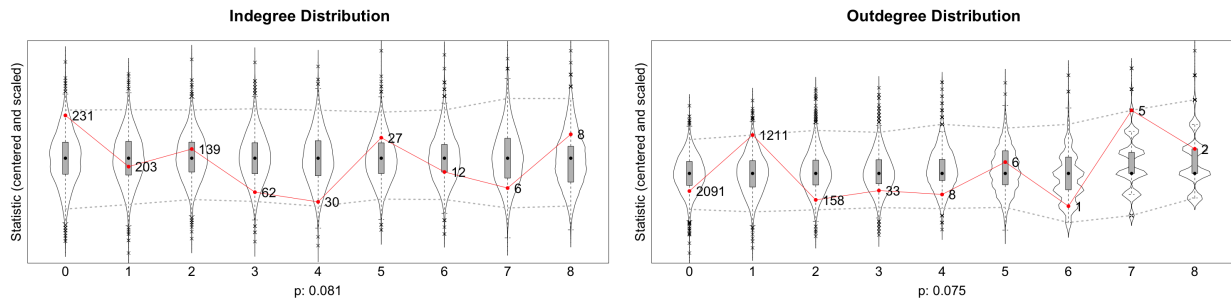 Indegree Distribution
Statistic (centered and scaled)
231
203
139
62
30
27
12
6
8
0 1 2 3 4 5 6 7 8
p: 0.081
Outdegree Distribution
Statistic (centered and scaled)
2091
1211
158
33
8
6
1
5
2
0 1 2 3 4 5 6 7 8
p: 0.075